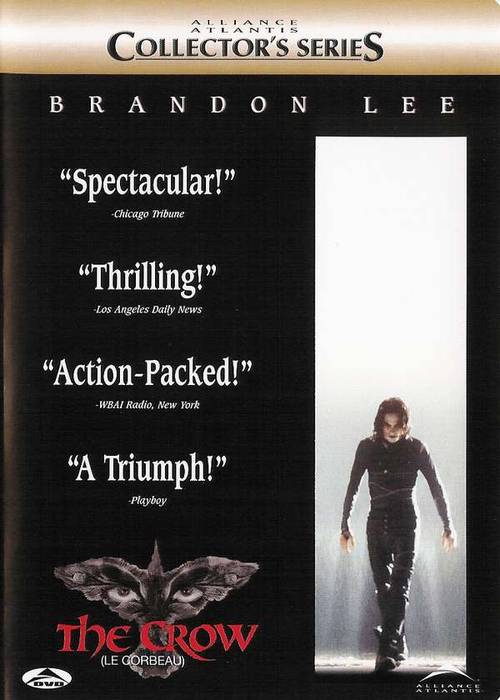 ALLIANCE
ATLANTIS
COLLECTOR'S SERIES
BRANDON LEE
“Spectacular!”
-Chicago Tribune
“Thrilling!”
-Los Angeles Daily News
“Action-Packed!”
-WBAI Radio, New York
“A Triumph!”
-Playboy
THE CROW
(LE CORBEAU)
DVD
ALLIANCE
ATLANTIS